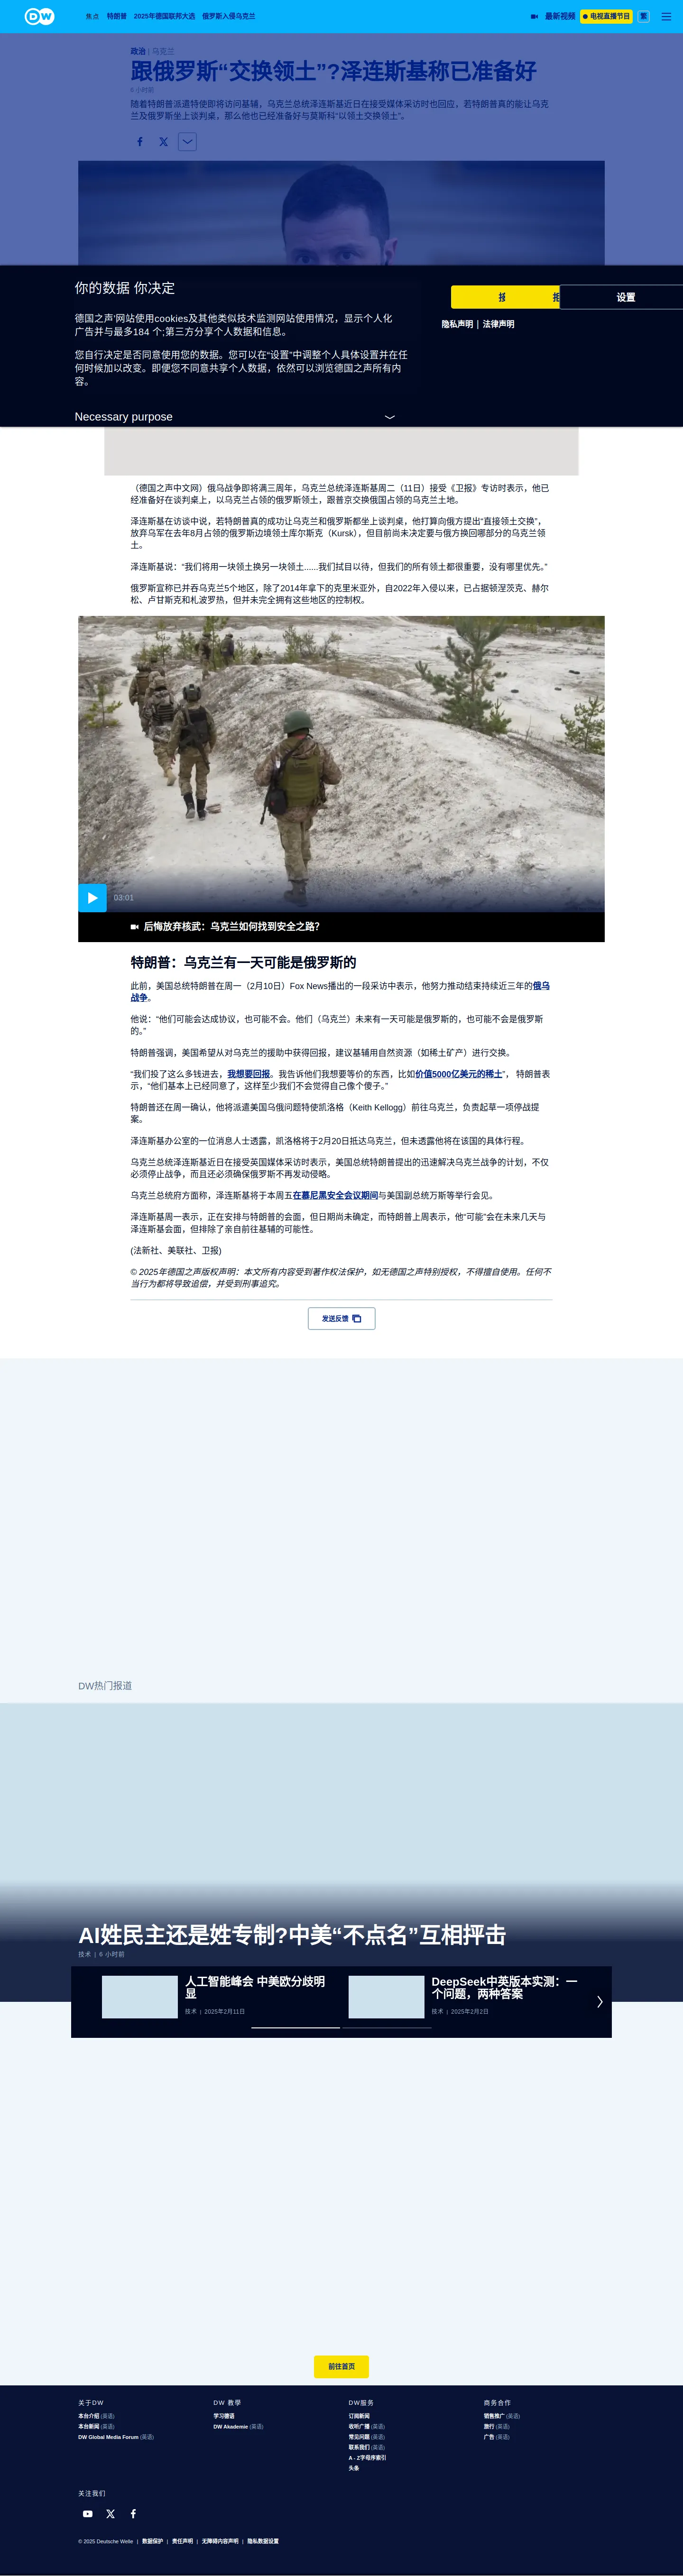 DW
焦点 特朗普 2025年德国联邦大选 俄罗斯入侵乌克兰 最新视频 电视直播节目 繁
政治 | 乌克兰
跟俄罗斯“交换领土”?泽连斯基称已准备好
6 小时前
随着特朗普派遣特使即将访问基辅，乌克兰总统泽连斯基近日在接受媒体采访时也回应，若特朗普真的能让乌克
兰及俄罗斯坐上谈判桌，那么他也已经准备好与莫斯科“以领土交换领土”。
你的数据 你决定
德国之声'网站使用cookies及其他类似技术监测网站使用情况，显示个人化
广告并与最多184 个;第三方分享个人数据和信息。
您自行决定是否同意使用您的数据。您可以在“设置”中调整个人具体设置并在任
何时候加以改变。即便您不同意共享个人数据，依然可以浏览德国之声所有内
容。
Necessary purpose
设置
隐私声明 | 法律声明
（德国之声中文网）俄乌战争即将满三周年，乌克兰总统泽连斯基周二（11日）接受《卫报》专访时表示，他已
经准备好在谈判桌上，以乌克兰占领的俄罗斯领土，跟普京交换俄国占领的乌克兰土地。
泽连斯基在访谈中说，若特朗普真的成功让乌克兰和俄罗斯都坐上谈判桌，他打算向俄方提出“直接领土交换”，
放弃乌军在去年8月占领的俄罗斯边境领土库尔斯克（Kursk），但目前尚未决定要与俄方换回哪部分的乌克兰领
土。
泽连斯基说：“我们将用一块领土换另一块领土......我们拭目以待，但我们的所有领土都很重要，没有哪里优先。”
俄罗斯宣称已并吞乌克兰5个地区，除了2014年拿下的克里米亚外，自2022年入侵以来，已占据顿涅茨克、赫尔
松、卢甘斯克和札波罗热，但并未完全拥有这些地区的控制权。
03:01
后悔放弃核武：乌克兰如何找到安全之路？
特朗普：乌克兰有一天可能是俄罗斯的
此前，美国总统特朗普在周一（2月10日）Fox News播出的一段采访中表示，他努力推动结束持续近三年的俄乌
战争。
他说：“他们可能会达成协议，也可能不会。他们（乌克兰）未来有一天可能是俄罗斯的，也可能不会是俄罗斯
的。”
特朗普强调，美国希望从对乌克兰的援助中获得回报，建议基辅用自然资源（如稀土矿产）进行交换。
“我们投了这么多钱进去，我想要回报。我告诉他们我想要等价的东西，比如价值5000亿美元的稀土”， 特朗普表
示，“他们基本上已经同意了，这样至少我们不会觉得自己像个傻子。”
特朗普还在周一确认，他将派遣美国乌俄问题特使凯洛格（Keith Kellogg）前往乌克兰，负责起草一项停战提
案。
泽连斯基办公室的一位消息人士透露，凯洛格将于2月20日抵达乌克兰，但未透露他将在该国的具体行程。
乌克兰总统泽连斯基近日在接受英国媒体采访时表示，美国总统特朗普提出的迅速解决乌克兰战争的计划，不仅
必须停止战争，而且还必须确保俄罗斯不再发动侵略。
乌克兰总统府方面称，泽连斯基将于本周五在慕尼黑安全会议期间与美国副总统万斯等举行会见。
泽连斯基周一表示，正在安排与特朗普的会面，但日期尚未确定，而特朗普上周表示，他“可能”会在未来几天与
泽连斯基会面，但排除了亲自前往基辅的可能性。
(法新社、美联社、卫报)
© 2025年德国之声版权声明：本文所有内容受到著作权法保护，如无德国之声特别授权，不得擅自使用。任何不
当行为都将导致追偿，并受到刑事追究。
发送反馈
DW热门报道
AI姓民主还是姓专制?中美“不点名”互相抨击
技术 | 6 小时前
人工智能峰会 中美欧分歧明
显
技术 | 2025年2月11日
DeepSeek中英版本实测：一
个问题，两种答案
技术 | 2025年2月2日
前往首页
关于DW
本台介绍 (英语)
本台新闻 (英语)
DW Global Media Forum (英语)
DW 教學
学习德语
DW Akademie (英语)
DW服务
订阅新闻
收听广播 (英语)
常见问题 (英语)
联系我们 (英语)
A - Z字母序索引
头条
商务合作
销售推广 (英语)
旅行 (英语)
广告 (英语)
关注我们
© 2025 Deutsche Welle | 数据保护 | 责任声明 | 无障碍内容声明 | 隐私数据设置